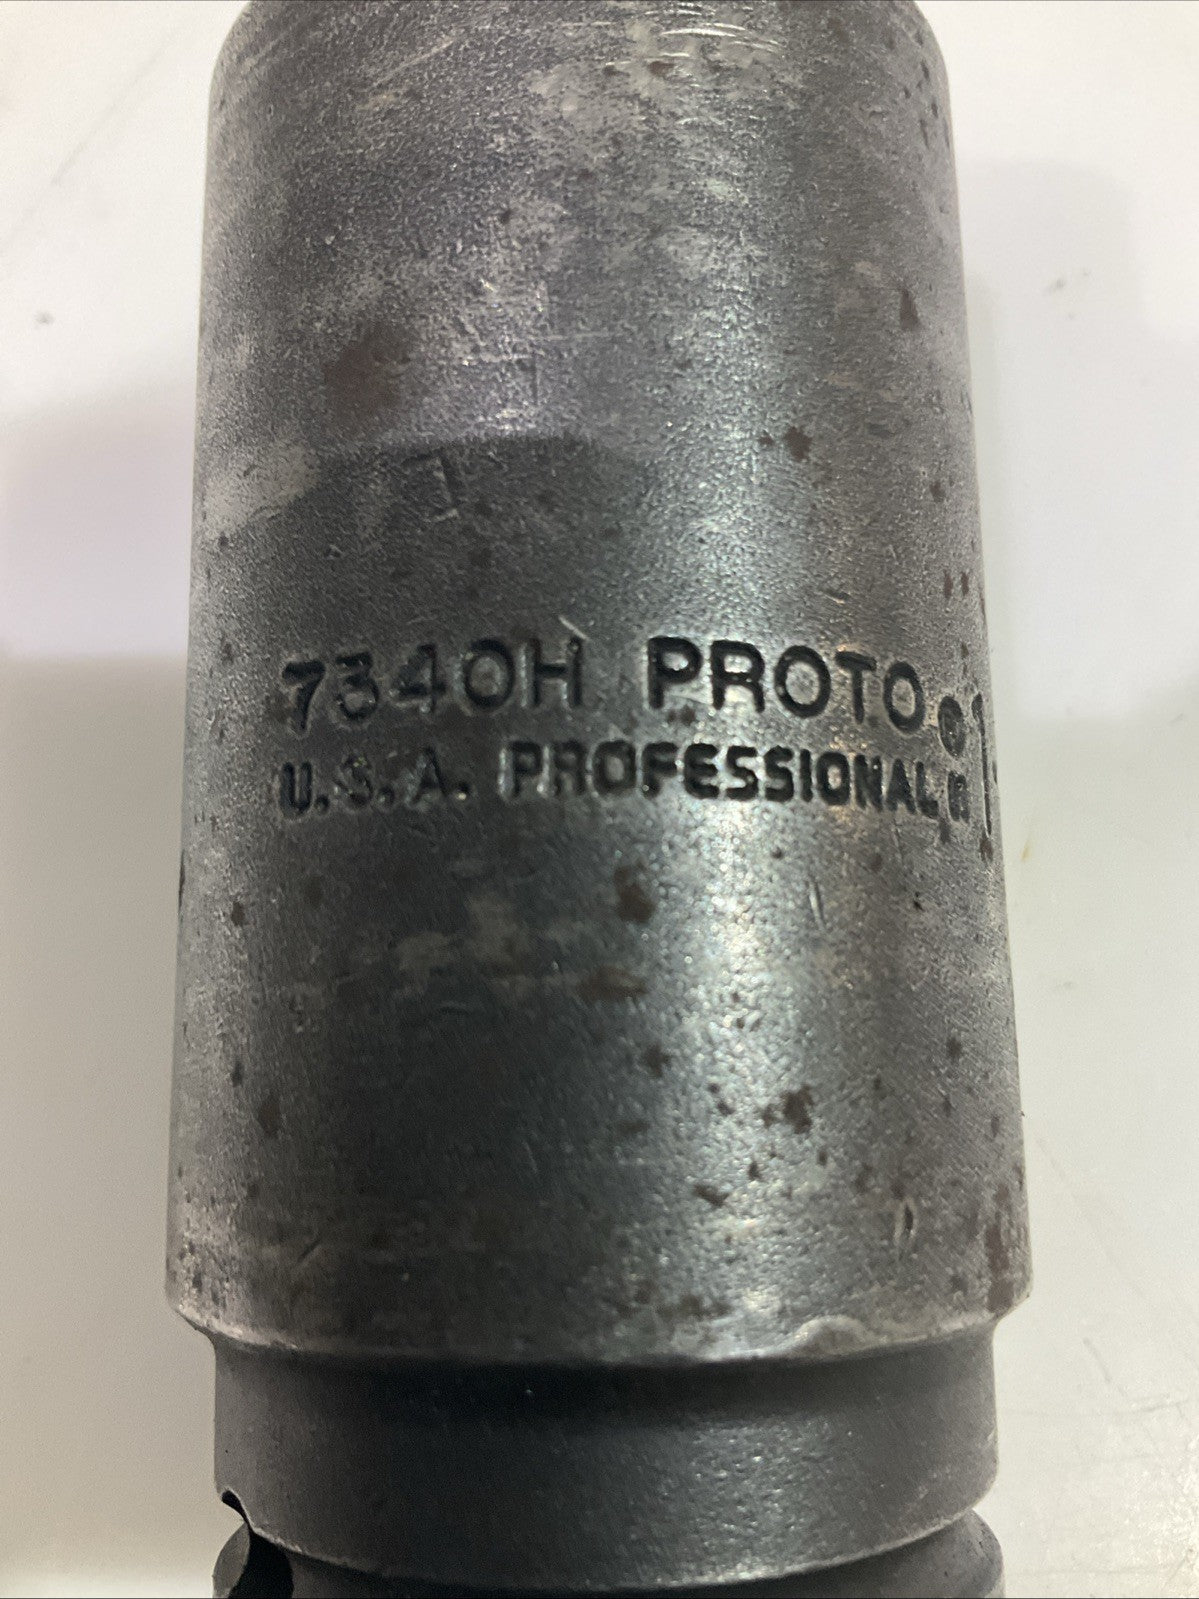 7340H PROTO ®
U.S.A. PROFESSIONAL ®